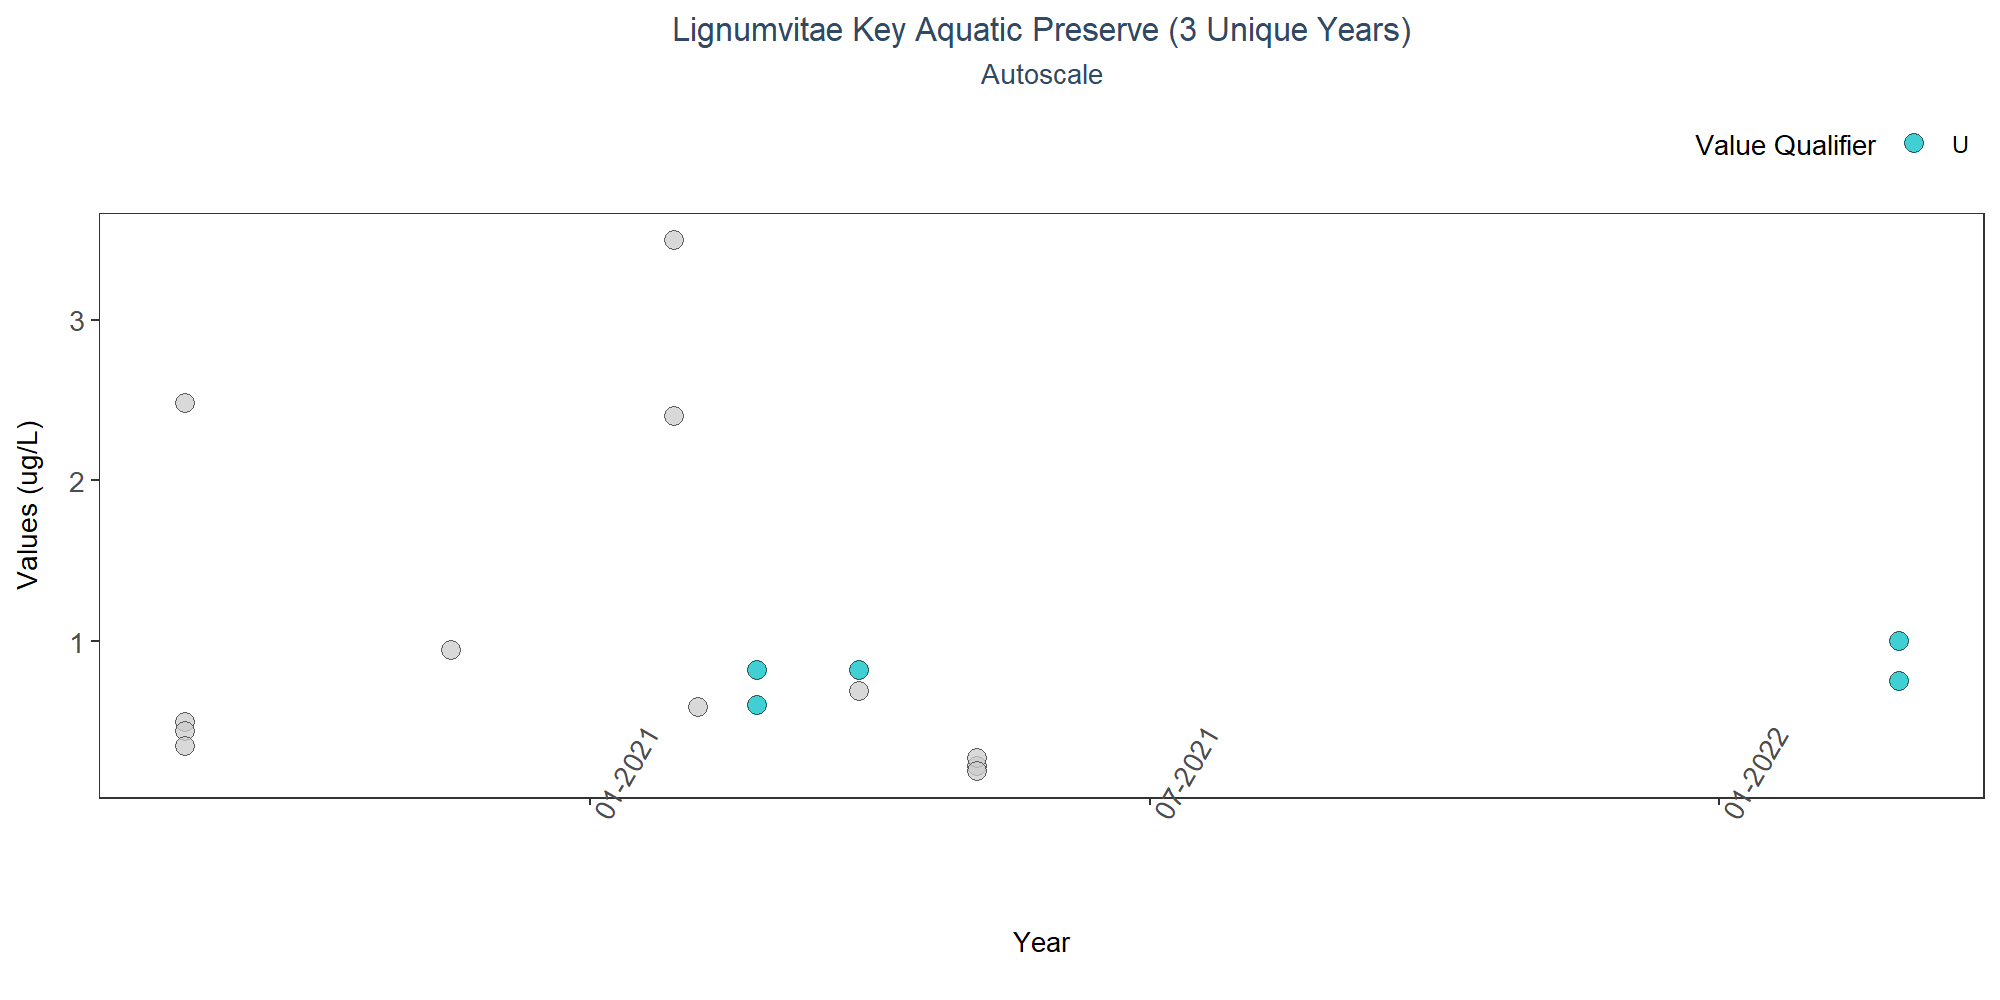 Lignumvitae Key Aquatic Preserve (3 Unique Years)
Autoscale
Value Qualifier U
Values (ug/L)
3
2
1
01-2021
07-2021
01-2022
Year